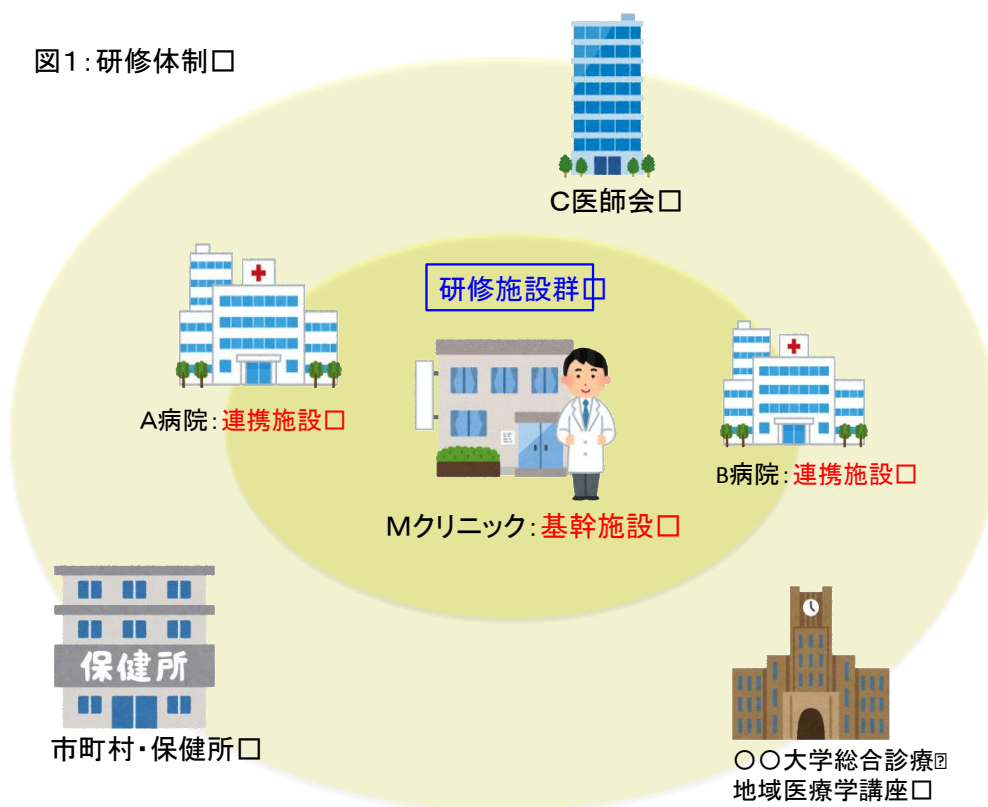 図1:研修体制□
C医師会□
研修施設群□
A病院:連携施設□
B病院:連携施設□
Mクリニック:基幹施設□
保健所
市町村・保健所□
〇〇大学総合診療⍰
地域医療学講座□